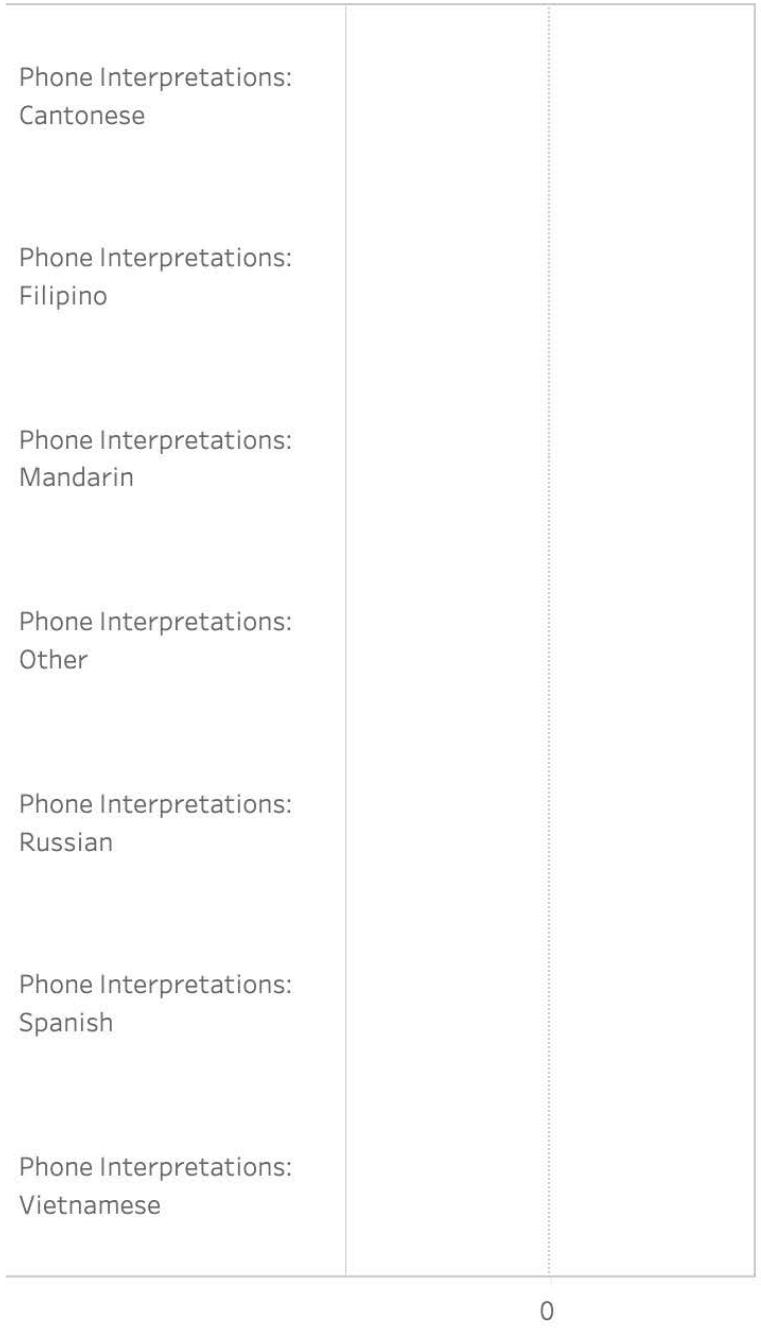 Phone Interpretations:
Cantonese
Phone Interpretations:
Filipino
Phone Interpretations:
Mandarin
Phone Interpretations:
Other
Phone Interpretations:
Russian
Phone Interpretations:
Spanish
Phone Interpretations:
Vietnamese
0